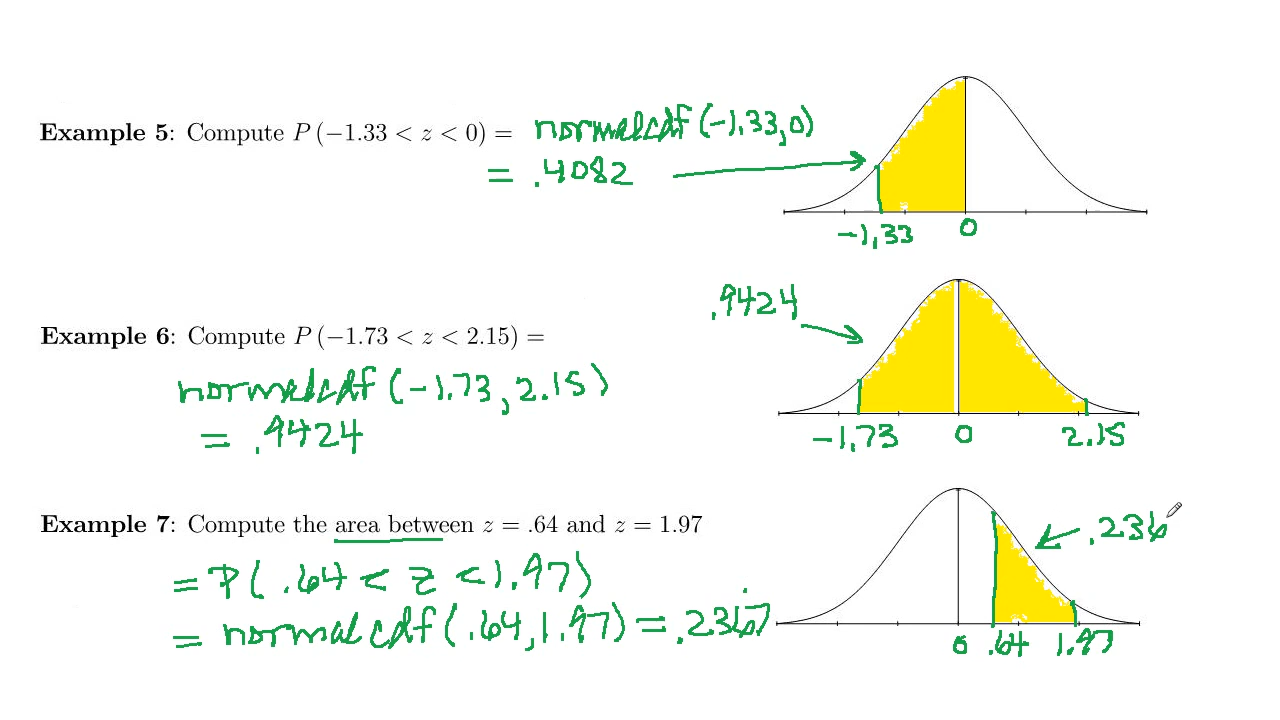 Example 5: Compute P (−1.33 < z < 0) = normalcdf (-1.33,0)
= .4082
-1.33 0
.9424
Example 6: Compute P (−1.73 < z < 2.15) =
normalcdf (-1.73, 2.15)
= .9424
-1.73 0 2.15
Example 7: Compute the area between z = .64 and z = 1.97
.236
= P( .64 < z < 1.97)
= normalcdf (.64, 1.97) = .2367
0 .64 1.97